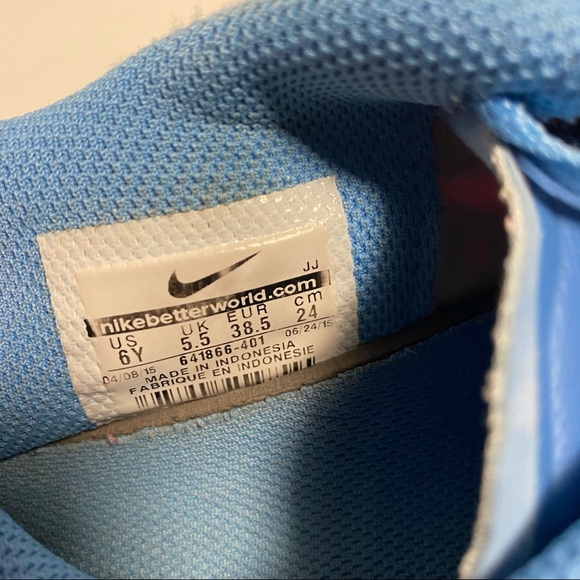 JJ
nikebetterworld.com
US UK EUR cm
6Y 5.5 38.5 24
641866-401
04/08/15 06/24/15
MADE IN INDONESIA
FABRIQUE EN INDONESIE